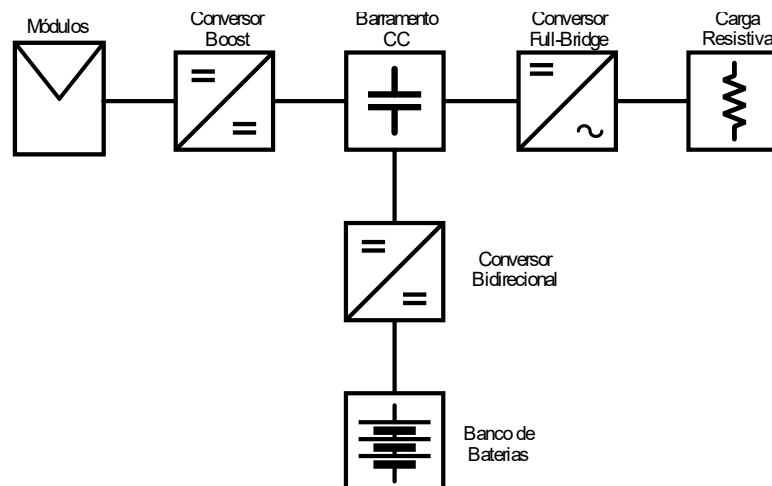 Módulos
Conversor
Boost
Barramento
CC
Conversor
Full-Bridge
Carga
Resistiva
Conversor
Bidirecional
Banco de
Baterias